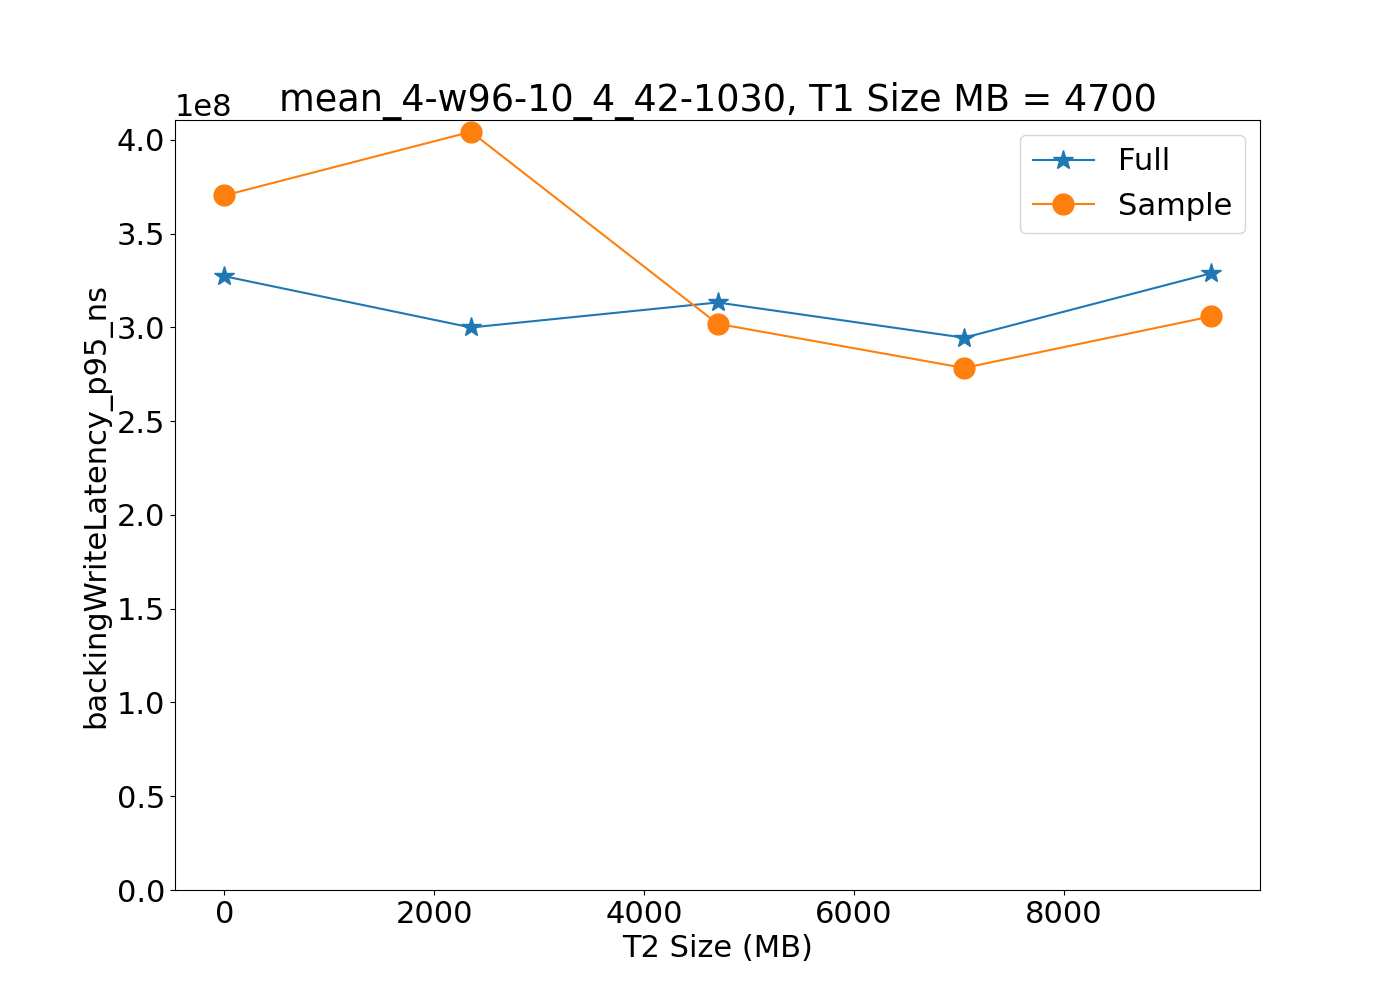 mean_4-w96-10_4_42-1030, T1 Size MB = 4700
1e8
Full
Sample
4.0
3.5
3.0
2.5
2.0
1.5
1.0
0.5
0.0
backingWriteLatency_p95_ns
0 2000 4000 6000 8000
T2 Size (MB)